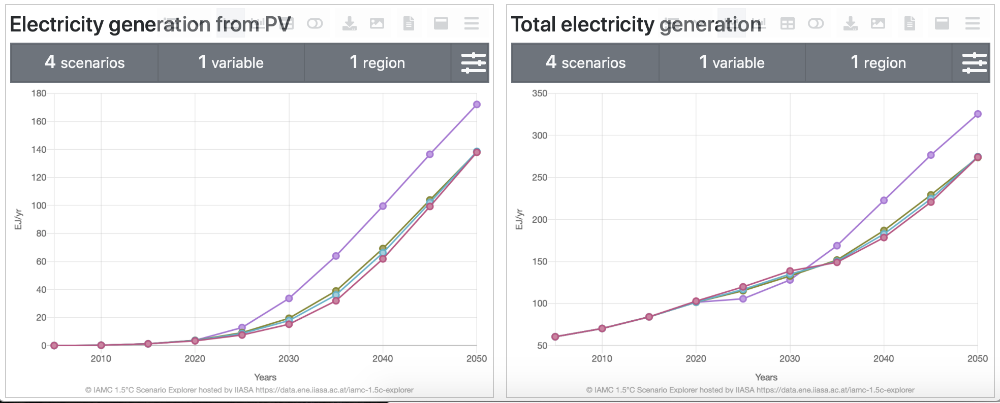 Electricity generation from PV
4 scenarios 1 variable 1 region
180
160
140
120
100
80
60
40
20
0
EJ/yr
2010 2020 2030 2040 2050
Years
© IAMC 1.5°C Scenario Explorer hosted by IIASA https://data.ene.iiasa.ac.at/iamc-1.5c-explorer
Total electricity generation
4 scenarios 1 variable 1 region
350
300
250
200
150
100
50
EJ/yr
2010 2020 2030 2040 2050
Years
© IAMC 1.5°C Scenario Explorer hosted by IIASA https://data.ene.iiasa.ac.at/iamc-1.5c-explorer